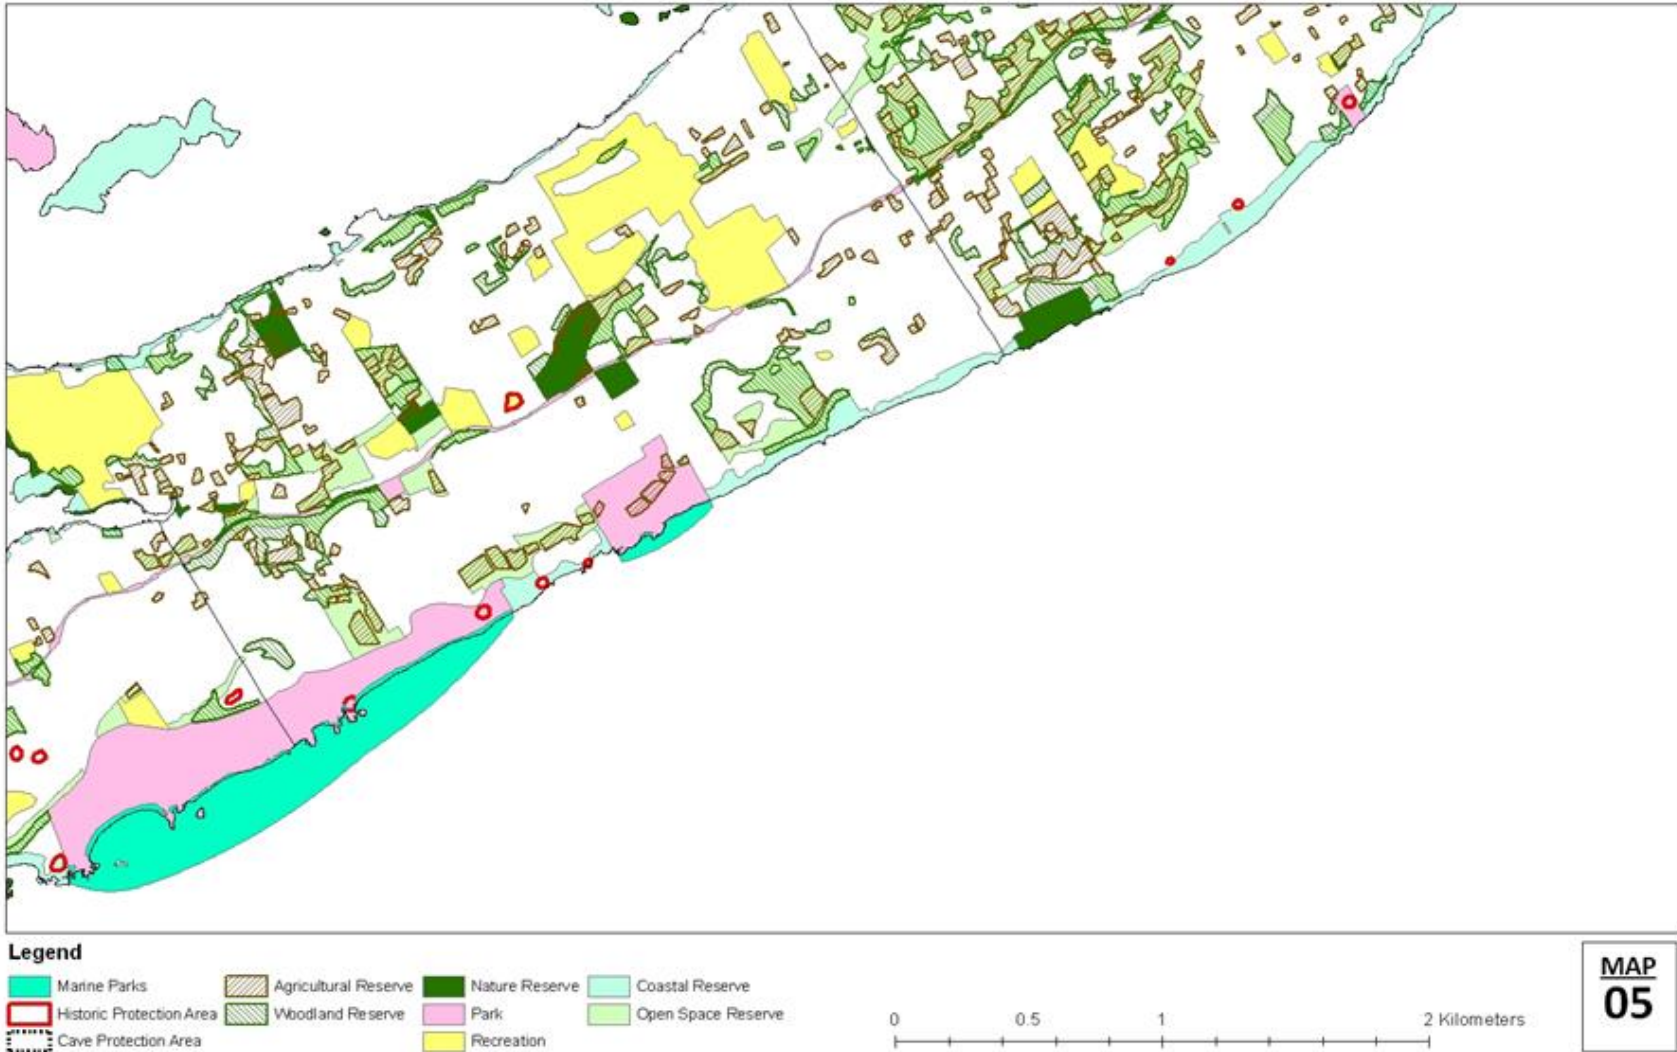 Legend
Marine Parks Agricultural Reserve Nature Reserve Coastal Reserve
Historic Protection Area Woodland Reserve Park Open Space Reserve
Cave Protection Area Recreation
0 0.5 1 2 Kilometers
MAP
05